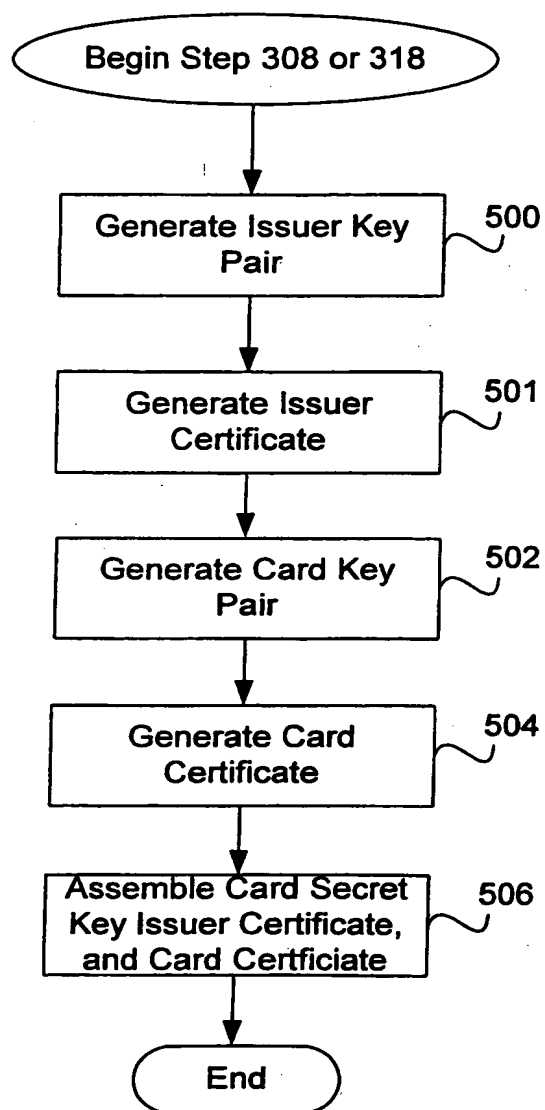 Begin Step 308 or 318
Generate Issuer Key
Pair
500
Generate Issuer
Certificate
501
Generate Card Key
Pair
502
Generate Card
Certificate
504
Assemble Card Secret
Key Issuer Certificate,
and Card Certficiate
506
End